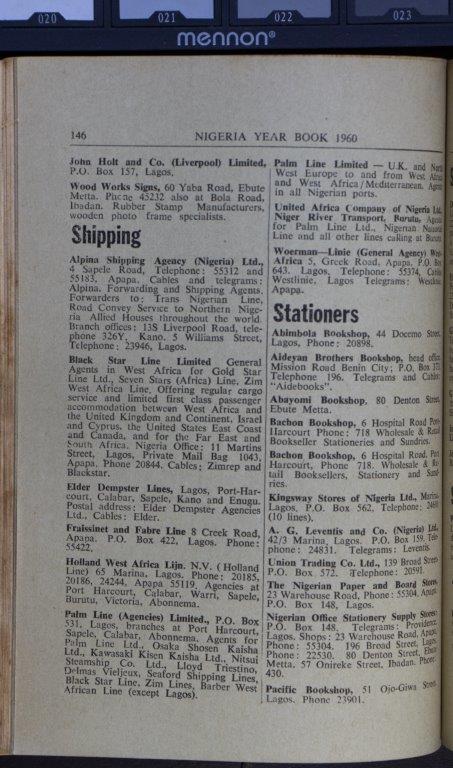 020 021 022 023
mennon®
146 NIGERIA YEAR BOOK 1960
John Holt and Co. (Liverpool) Limited,
P.O. Box 157, Lagos.
Wood Works Signs, 60 Yaba Road, Ebute
Metta. Phone 45232 also at Bola Road,
Ibadan. Rubber Stamp Manufacturers,
wooden photo frame specialists.
Shipping
Alpina Shipping Agency (Nigeria) Ltd.,
4 Sapele Road, Telephone: 55312 and
55183, Apapa. Cables and telegrams:
Alpina. Forwarding and Shipping Agents.
Forwarders to: Trans Nigerian Line,
Road Convey Service to Northern Nige-
ria Allied Houses throughout the world.
Branch offices: 13S Liverpool Road, tele-
phone 326Y. Kano. 5 Williams Street,
Telephone: 23946, Lagos.
Black Star Line Limited General
Agents in West Africa for Gold Star
Line Ltd., Seven Stars (Africa) Line, Zim
West Africa Line, Offering regular cargo
service and limited first class passenger
accommodation between West Africa and
the United Kingdom and Continent, Israel
and Cyprus, the United States East Coast
and Canada, and for the Far East and
South Africa. Nigeria Office: 11 Martins
Street, Lagos, Private Mail Bag 1043,
Apapa. Phone 20844. Cables; Zimrep and
Blackstar.
Elder Dempster Lines, Lagos, Port-Har-
court, Calabar, Sapele, Kano and Enugu.
Postal address: Elder Dempster Agencies
Ltd., Cables: Elder.
Fraissinet and Fabre Line 8 Creek Road,
Apapa. P.O. Box 422, Lagos. Phone:
55422.
Holland West Africa Lijn. N.V. (Holland
Line) 65 Marina, Lagos. Phone: 20185,
20186, 24244, Apapa 55119, Agencies at
Port Harcourt, Calabar, Warri, Sapele,
Burutu, Victoria, Abonnema.
Palm Line (Agencies) Limited., P.O. Box
531, Lagos, branches at Port Harcourt,
Sapele, Calabar, Abonnema. Agents for
Palm Line Ltd., Osaka Shosen Kaisha
Ltd., Kawasaki Kisen Kaisha Ltd., Nitsui
Steamship Co. Ltd., Lloyd Triestino,
Delmas Vieljeux, Seaford Shipping Lines,
Black Star Line, Zim Lines, Barber West
African Line (except Lagos).
Palm Line Limited — U.K. and North
West Europe to and from West Africa
and West Africa/Mediterranean. Agents
in all Nigerian ports.
United Africa Company of Nigeria Ltd.,
Niger River Transport, Burutu, Agents
for Palm Line Ltd., Nigerian National
Line and all other lines calling at Burutu.
Woerman—Linie (General Agency) West
Africa 5, Greek Road, Apapa. P.O. Box
643. Lagos. Telephone: 55374, Cables
Westlinie. Lagos Telegrams:
Apapa.
Stationers
Abimbola Bookshop, 44 Docemo Street,
Lagos, Phone: 20898.
Aideyan Brothers Bookshop, head office
Mission Road Benin City; P.O. Box 373,
Telephone 196. Telegrams and Cables:
"Aidebooks".
Abayomi Bookshop, 80 Denton Street,
Ebute Metta.
Bachon Bookshop, 6 Hospital Road Port-
Harcourt Phone: 718 Wholesale & Retail
Bookseller Stationeries and Sundries.
Bachon Bookshop, 6 Hospital Road, Port
Harcourt, Phone 718. Wholesale & Re-
tail Booksellers, Stationery and Sund-
ries.
Kingsway Stores of Nigeria Ltd., Marina,
Lagos, P.O. Box 562, Telephone:
(10 lines).
A. G. Leventis and Co. (Nigeria) Ltd.,
42/3 Marina, Lagos. P.O. Box 159, Tele-
phone: 24831. Telegrams: Leventis.
Union Trading Co. Ltd., 139 Broad Street,
P.O. Box 572. Telephone: 20591.
The Nigerian Paper and Board Stores,
23 Warehouse Road, Phone: 55304, Apapa,
P.O. Box 148, Lagos.
Nigerian Office Stationery Supply Stores:
P.O. Box 148. Telegrams: Providence,
Lagos. Shops: 23 Warehouse Road, Apapa,
Phone: 55304. 196 Broad Street, Lagos,
Phone: 22530. 80 Denton Street, Ebute
Metta. 57 Onireke Street, Ibadan. Phone
430.
Pacific Bookshop, 51 Ojo-Giwa Street,
Lagos. Phone 23901.